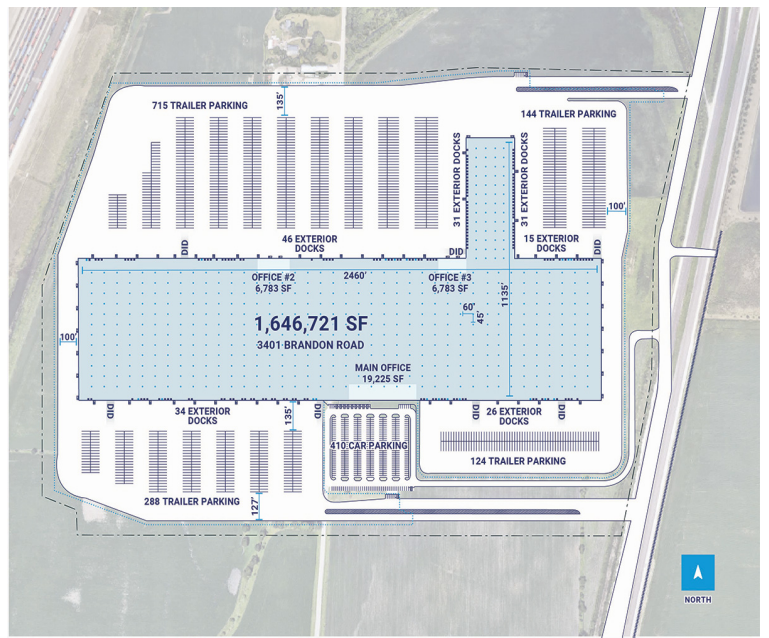 715 TRAILER PARKING
135'
144 TRAILER PARKING
31 EXTERIOR DOCKS
31 EXTERIOR DOCKS
100'
46 EXTERIOR
DOCKS
15 EXTERIOR
DOCKS
DID
DID
DID
2460'
OFFICE #2
6,783 SF
OFFICE #3
6,783 SF
1135'
60'
45'
1,646,721 SF
3401 BRANDON ROAD
100'
MAIN OFFICE
19,225 SF
DID
34 EXTERIOR
DOCKS
135'
DID
DID
26 EXTERIOR
DOCKS
DID
410 CAR PARKING
124 TRAILER PARKING
288 TRAILER PARKING
127'
NORTH